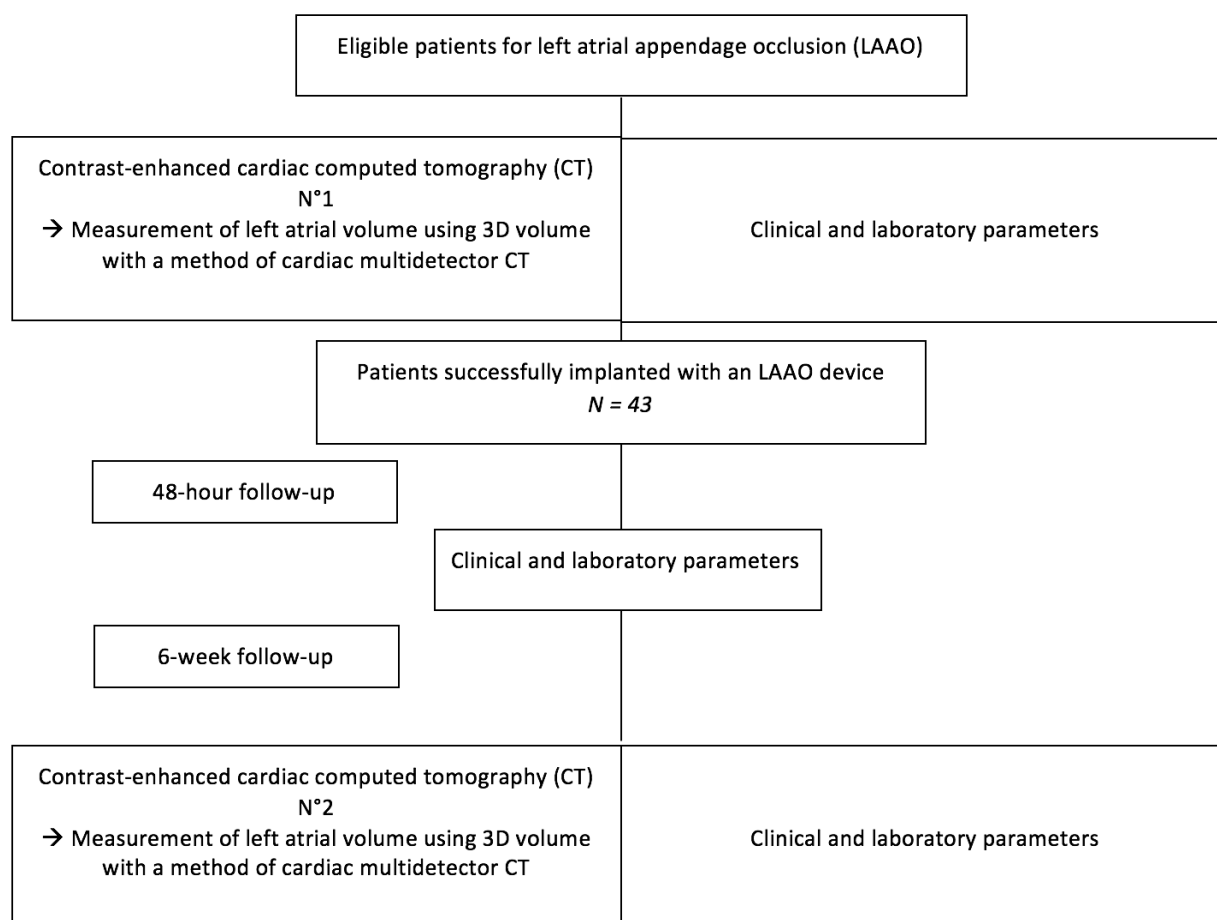 Eligible patients for left atrial appendage occlusion (LAAO)
Contrast-enhanced cardiac computed tomography (CT)
N°1
→ Measurement of left atrial volume using 3D volume
with a method of cardiac multidetector CT
Clinical and laboratory parameters
Patients successfully implanted with an LAAO device
N = 43
48-hour follow-up
Clinical and laboratory parameters
6-week follow-up
Contrast-enhanced cardiac computed tomography (CT)
N°2
→ Measurement of left atrial volume using 3D volume
with a method of cardiac multidetector CT
Clinical and laboratory parameters